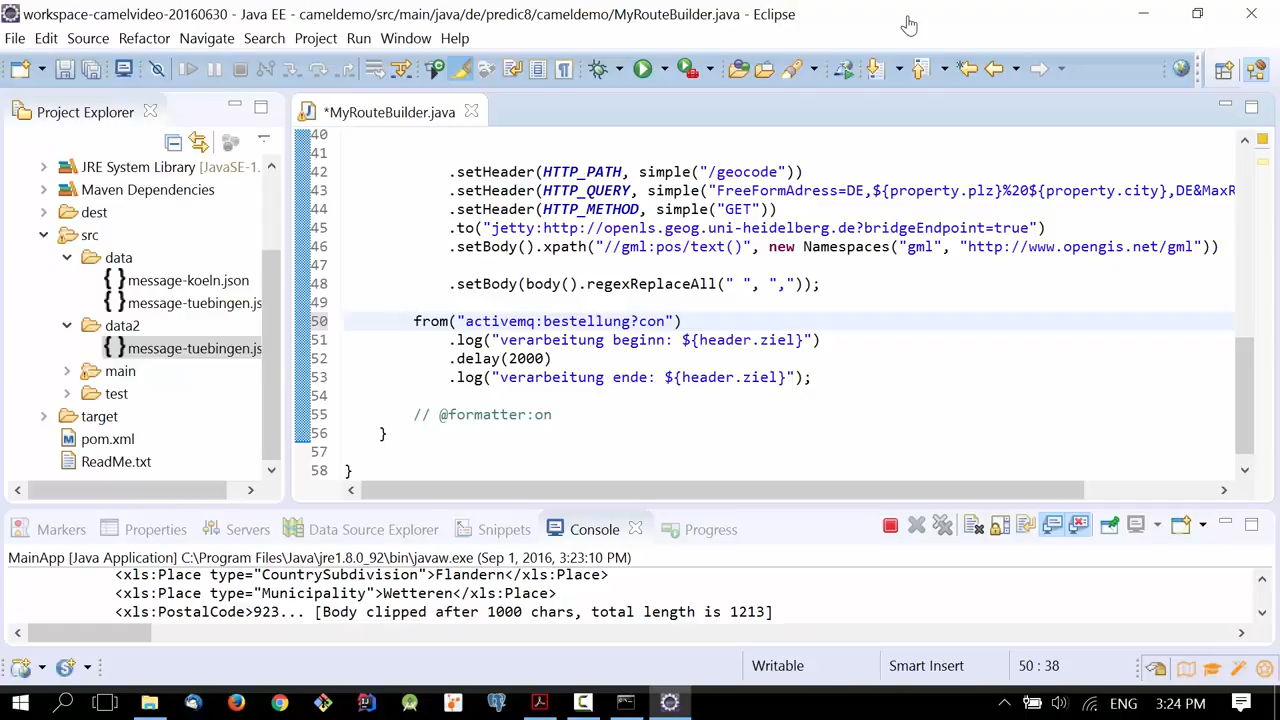 workspace-camelvideo-20160630 - Java EE - cameldemo/src/main/java/de/predic8/cameldemo/MyRouteBuilder.java - Eclipse
File Edit Source Refactor Navigate Search Project Run Window Help
Project Explorer
JRE System Library [JavaSE-1.
Maven Dependencies
dest
src
data
message-koeln.json
message-tuebingen.js
data2
message-tuebingen.js
main
test
target
pom.xml
ReadMe.txt
*MyRouteBuilder.java
40
41
42 .setHeader(HTTP_PATH, simple("/geocode"))
43 .setHeader(HTTP_QUERY, simple("FreeFormAdress=DE,${property.plz}%20${property.city},DE&MaxR
44 .setHeader(HTTP_METHOD, simple("GET"))
45 .to("jetty:http://openls.geog.uni-heidelberg.de?bridgeEndpoint=true")
46 .setBody().xpath("//gml:pos/text()", new Namespaces("gml", "http://www.opengis.net/gml"))
47
48 .setBody(body().regexReplaceAll(" ", ","));
49
50 from("activemq:bestellung?con")
51 .log("verarbeitung beginn: ${header.ziel}")
52 .delay(2000)
53 .log("verarbeitung ende: ${header.ziel}");
54
55 // @formatter:on
56 }
57
58 }
Markers Properties Servers Data Source Explorer Snippets Console Progress
MainApp [Java Application] C:\Program Files\Java\jre1.8.0_92\bin\javaw.exe (Sep 1, 2016, 3:23:10 PM)
<xls:Place type="CountrySubdivision">Flandern</xls:Place>
<xls:Place type="Municipality">Wetteren</xls:Place>
<xls:PostalCode>923... [Body clipped after 1000 chars, total length is 1213]
Writable Smart Insert 50 : 38
ENG 3:24 PM